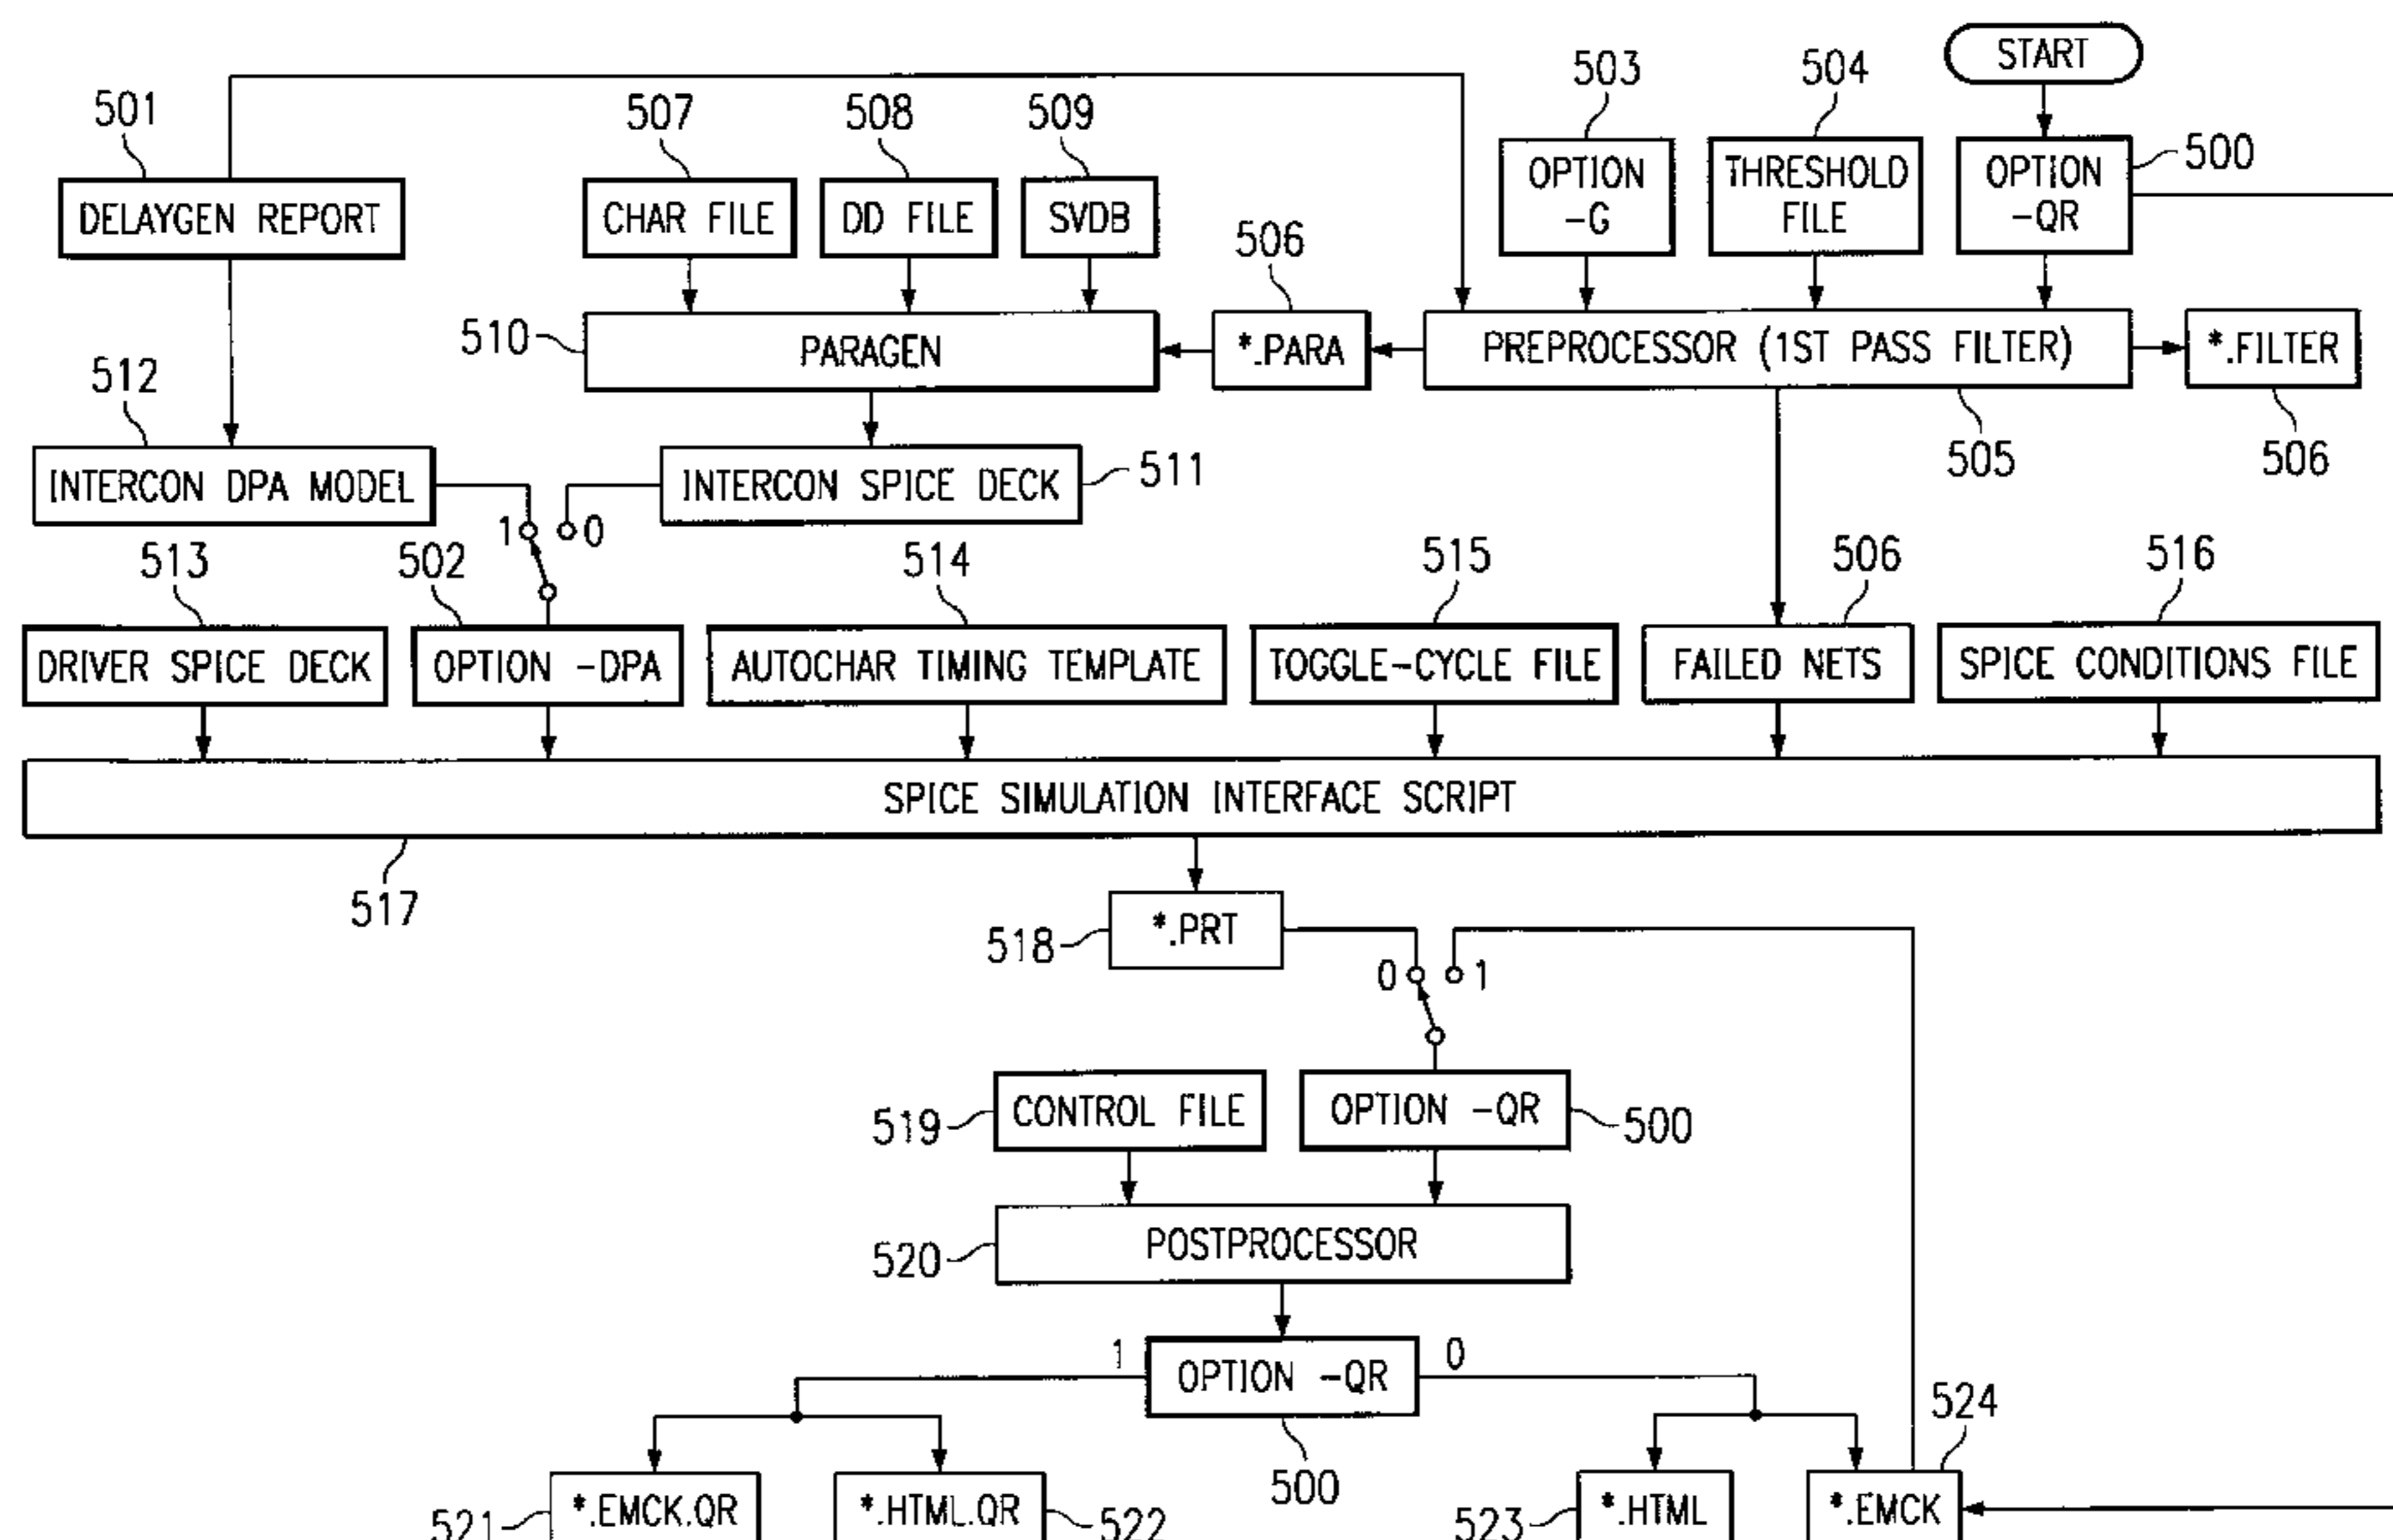 START
501
507
508
509
503
504
500
DELAYGEN REPORT
CHAR FILE
DD FILE
SVDB
OPTION
-G
THRESHOLD
FILE
OPTION
-QR
506
510
PARAGEN
*.PARA
PREPROCESSOR (1ST PASS FILTER)
*.FILTER
512
505
506
INTERCON DPA MODEL
INTERCON SPICE DECK
511
1
0
513
502
514
515
506
516
DRIVER SPICE DECK
OPTION -DPA
AUTOCHAR TIMING TEMPLATE
TOGGLE-CYCLE FILE
FAILED NETS
SPICE CONDITIONS FILE
SPICE SIMULATION INTERFACE SCRIPT
517
518
*.PRT
0
1
519
CONTROL FILE
OPTION -QR
500
520
POSTPROCESSOR
1
OPTION -QR
0
500
524
521
*.EMCK.QR
*.HTML.QR
522
523
*.HTML
*.EMCK